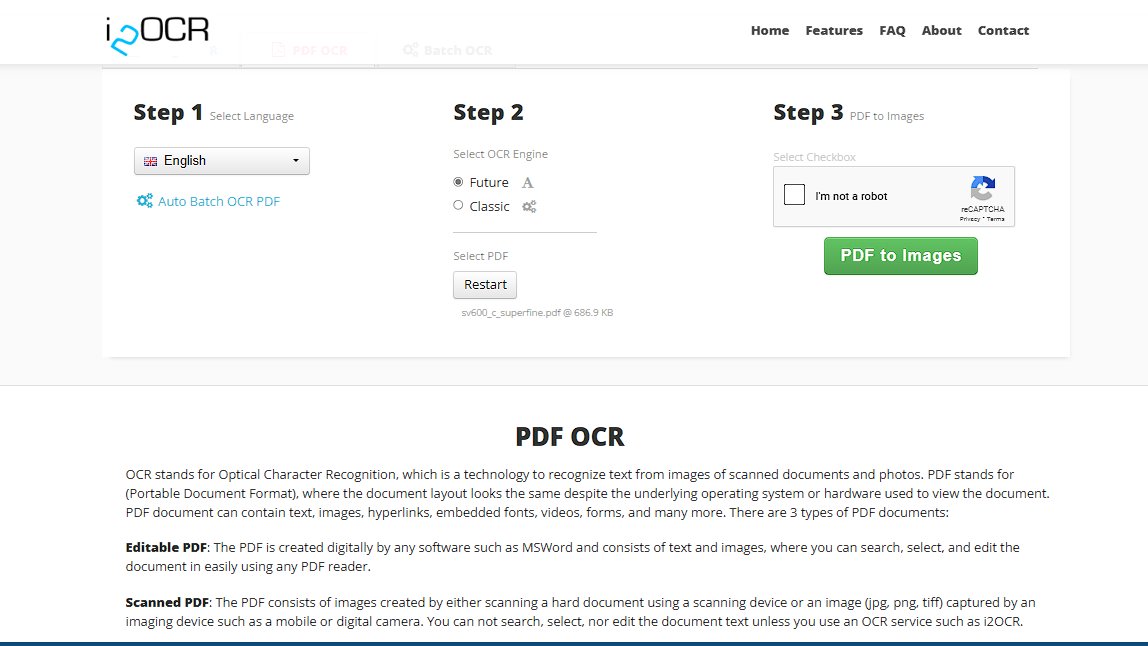 i2OCR
Home Features FAQ About Contact
PDF OCR Batch OCR
Step 1 Select Language
English
Auto Batch OCR PDF
Step 2
Select OCR Engine
Future A
Classic
Select PDF
Restart
sv600_c_superfine.pdf @ 686.9 KB
Step 3 PDF to Images
Select Checkbox
I'm not a robot
reCAPTCHA
Privacy - Terms
PDF to Images
PDF OCR
OCR stands for Optical Character Recognition, which is a technology to recognize text from images of scanned documents and photos. PDF stands for
(Portable Document Format), where the document layout looks the same despite the underlying operating system or hardware used to view the document.
PDF document can contain text, images, hyperlinks, embedded fonts, videos, forms, and many more. There are 3 types of PDF documents:
Editable PDF: The PDF is created digitally by any software such as MSWord and consists of text and images, where you can search, select, and edit the
document in easily using any PDF reader.
Scanned PDF: The PDF consists of images created by either scanning a hard document using a scanning device or an image (jpg, png, tiff) captured by an
imaging device such as a mobile or digital camera. You can not search, select, nor edit the document text unless you use an OCR service such as i2OCR.